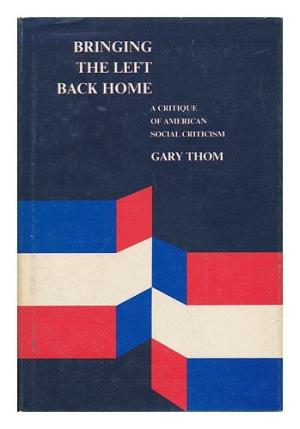 BRINGING
THE LEFT
BACK HOME
A CRITIQUE
OF AMERICAN
SOCIAL CRITICISM
GARY THOM